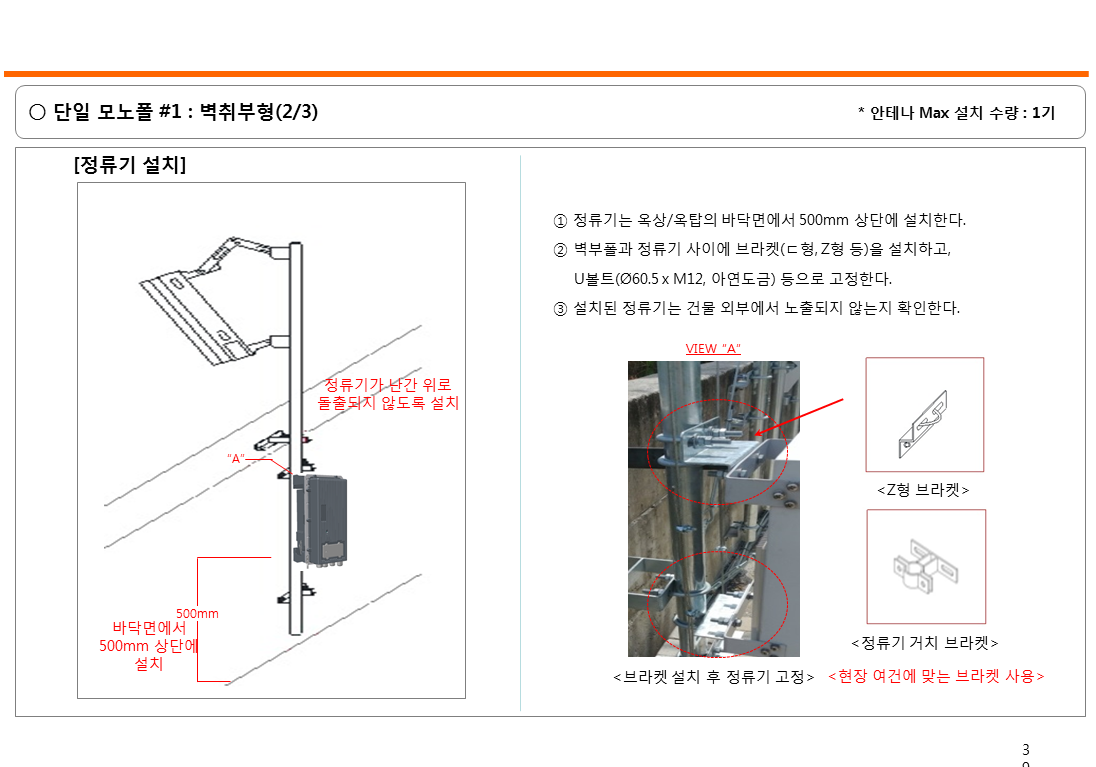 ○ 단일 모노폴 #1 : 벽취부형(2/3)
* 안테나 Max 설치 수량 : 1기
[정류기 설치]
정류기가 난간 위로
돌출되지 않도록 설치
“A”
500mm
바닥면에서
500mm 상단에
설치
① 정류기는 옥상/옥탑의 바닥면에서 500mm 상단에 설치한다.
② 벽부폴과 정류기 사이에 브라켓(ㄷ형, Z형 등)을 설치하고,
U볼트(Ø60.5 x M12, 아연도금) 등으로 고정한다.
③ 설치된 정류기는 건물 외부에서 노출되지 않는지 확인한다.
VIEW “A”
<Z형 브라켓>
<정류기 거치 브라켓>
<브라켓 설치 후 정류기 고정>
<현장 여건에 맞는 브라켓 사용>
3